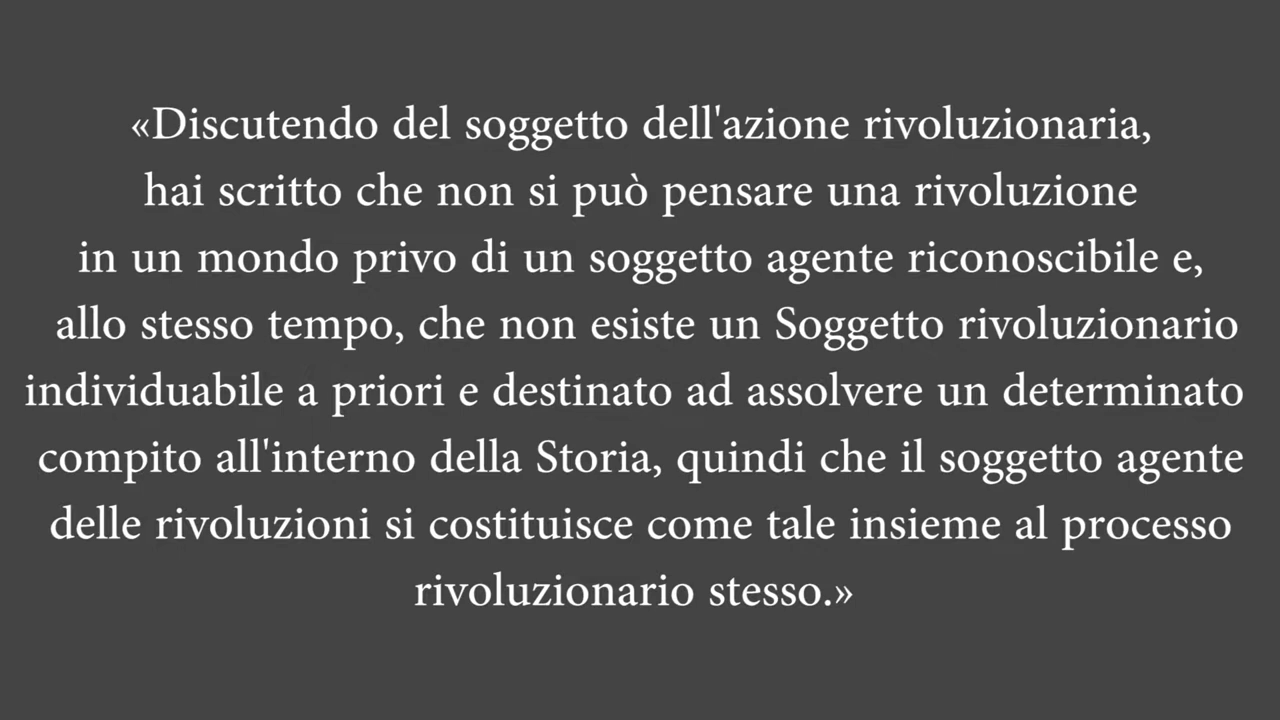 «Discutendo del soggetto dell'azione rivoluzionaria,
hai scritto che non si può pensare una rivoluzione
in un mondo privo di un soggetto agente riconoscibile e,
allo stesso tempo, che non esiste un Soggetto rivoluzionario
individuabile a priori e destinato ad assolvere un determinato
compito all'interno della Storia, quindi che il soggetto agente
delle rivoluzioni si costituisce come tale insieme al processo
rivoluzionario stesso.»